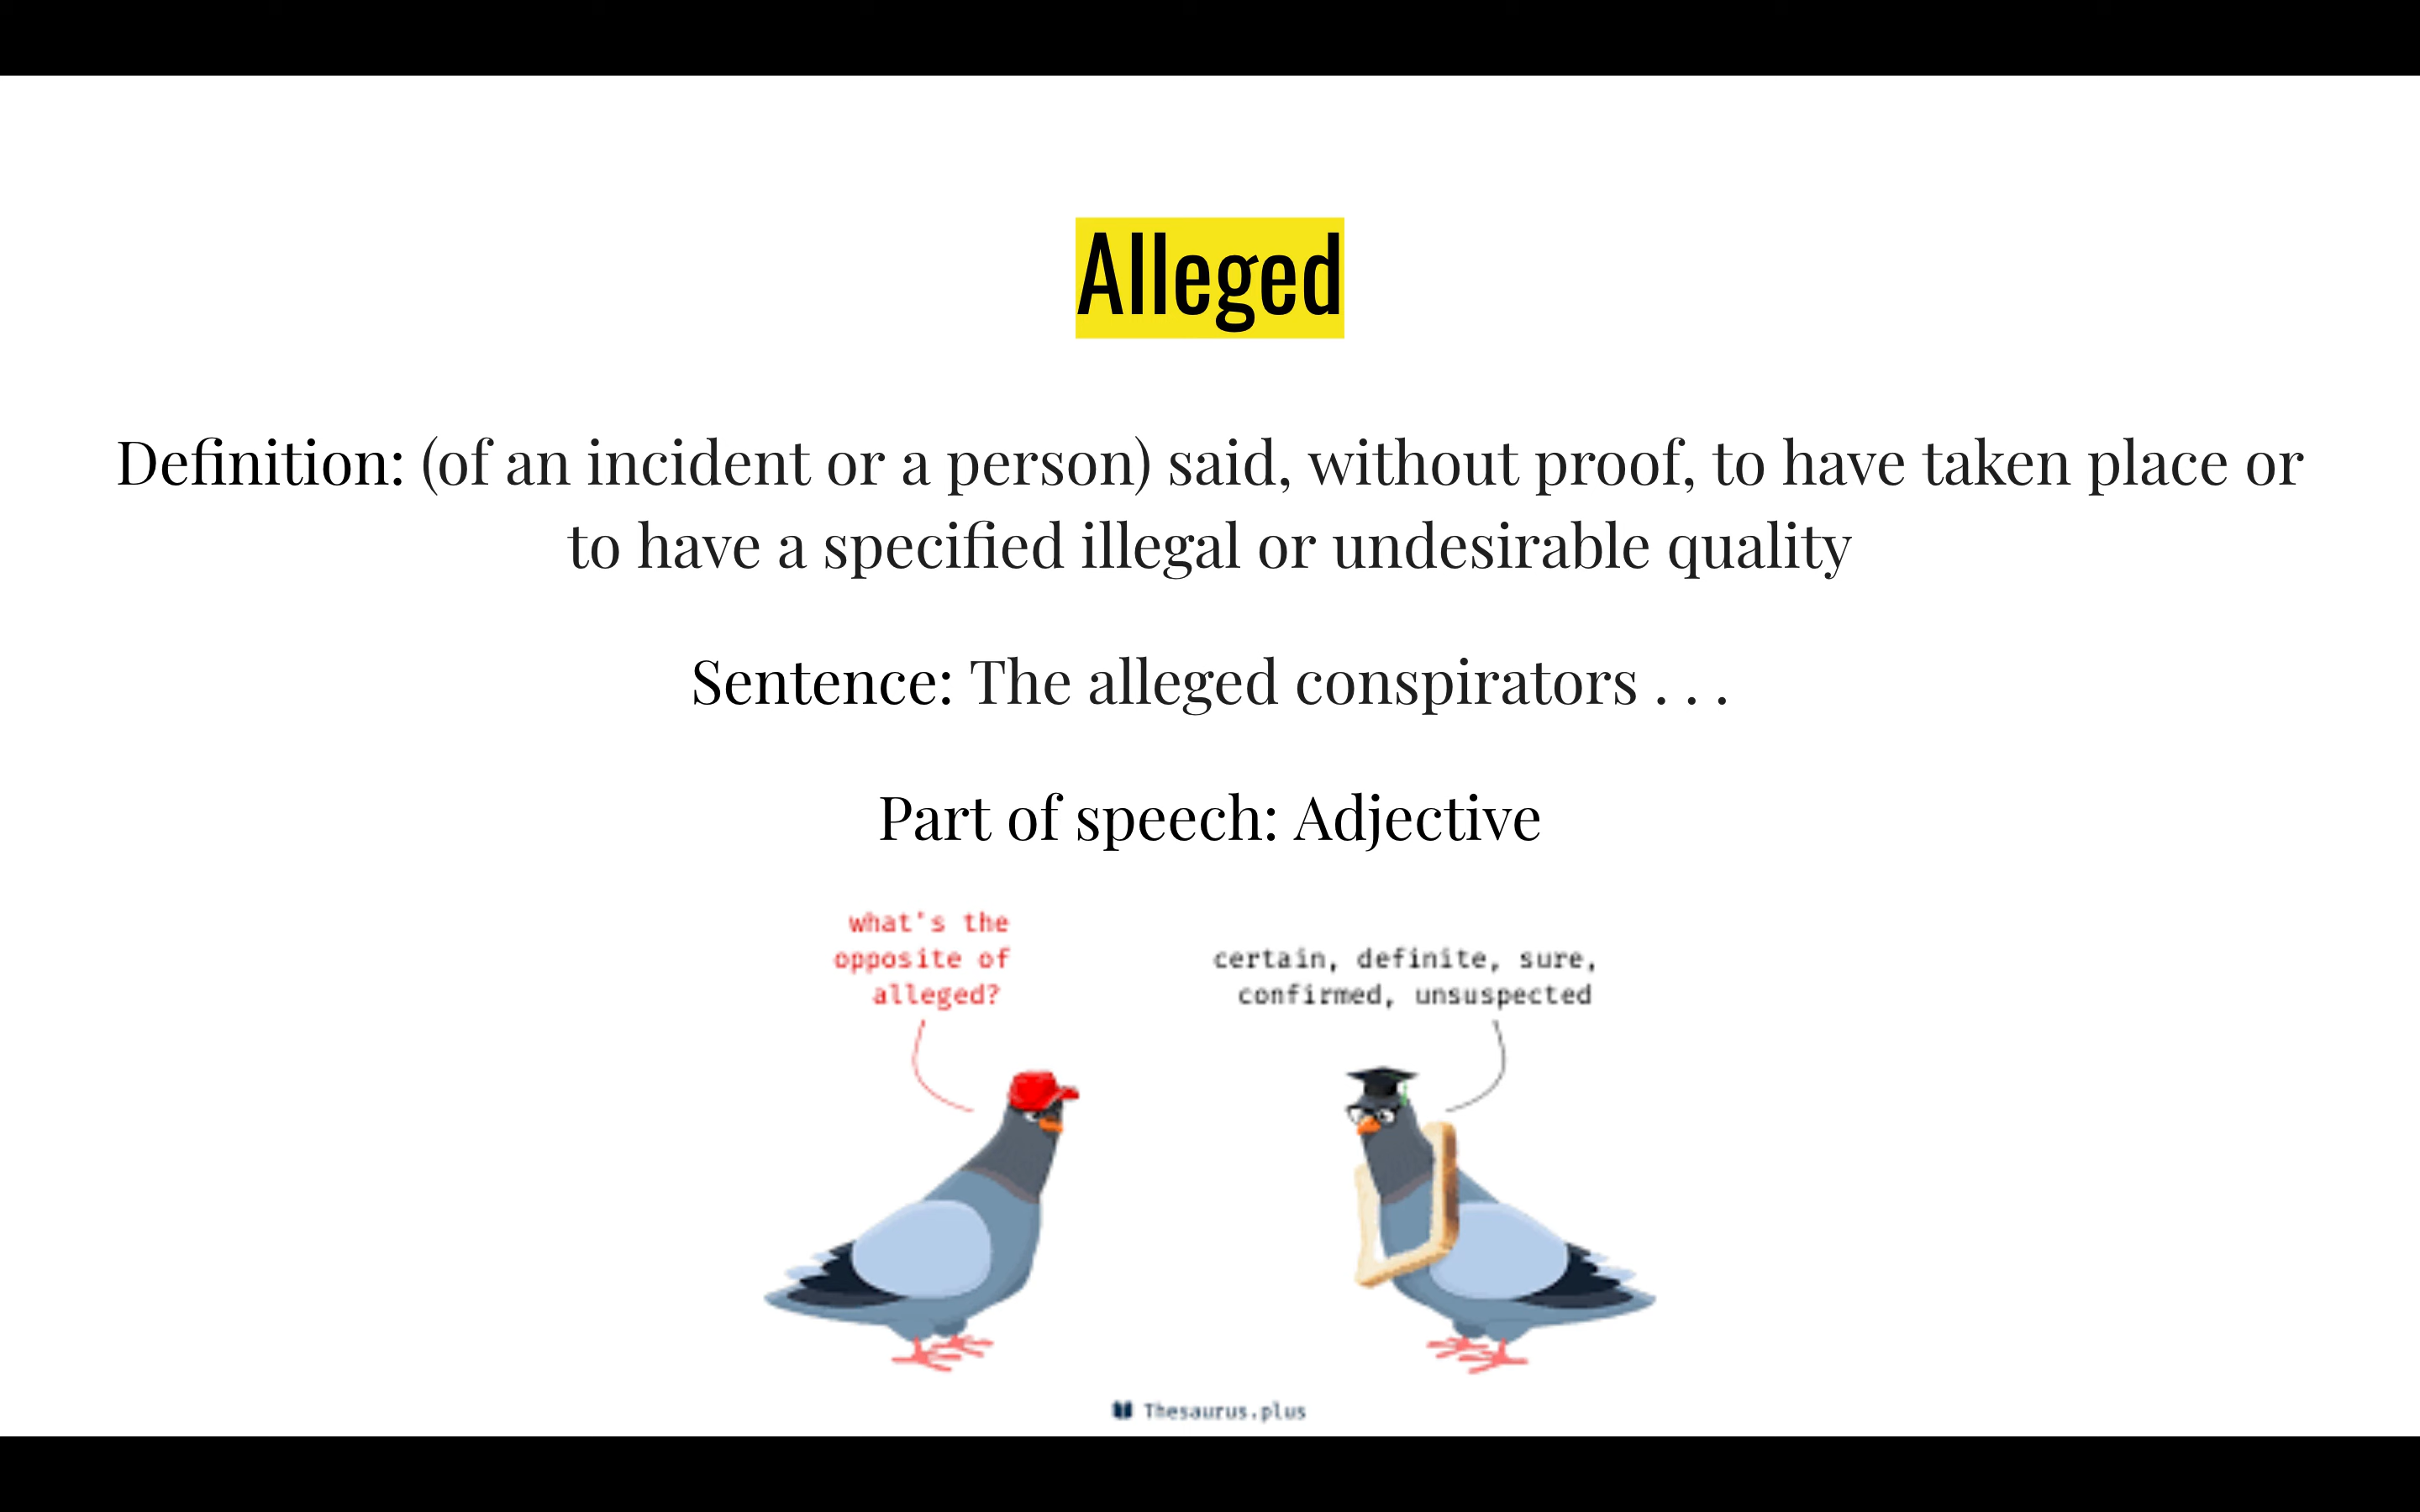 Alleged
Definition: (of an incident or a person) said, without proof, to have taken place or
to have a specified illegal or undesirable quality
Sentence: The alleged conspirators . . .
Part of speech: Adjective
what's the
opposite of
alleged?
certain, definite, sure,
confirmed, unsuspected
Thesaurus.plus